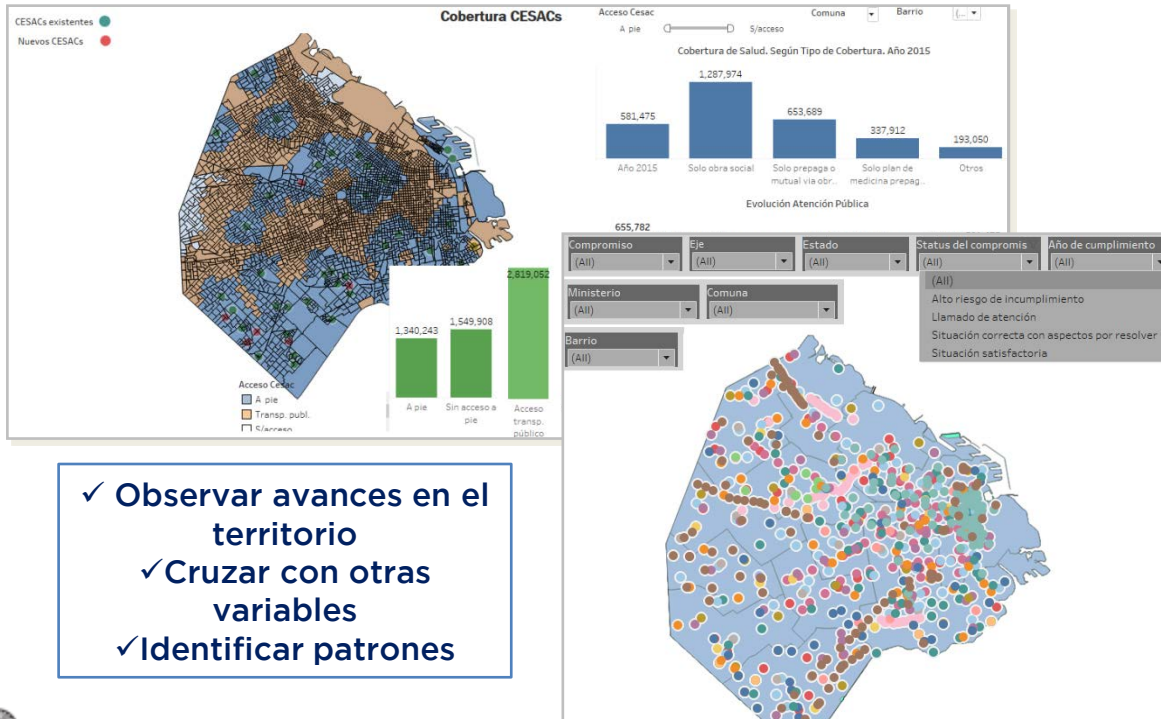 CESACs existentes
Nuevos CESACs
Cobertura CESACs
Acceso Cesac
A pie
S/acceso
Comuna
Barrio
(...
Cobertura de Salud. Según Tipo de Cobertura. Año 2015
581,475
1,287,974
653,689
337,912
193,050
Año 2015
Solo obra social
Solo prepaga o
mutual via obr...
Solo plan de
medicina prepag...
Otros
Evolución Atención Pública
655,782
1,340,243
1,549,908
2,819,052
A pie
Sin acceso a
pie
Acceso
transp.
público
Acceso Cesac
A pie
Transp. publ.
S/acceso
Compromiso
(All)
Eje
(All)
Estado
(All)
Status del compromis
(All)
Año de cumplimiento
(All)
(All)
Alto riesgo de incumplimiento
Llamado de atención
Situación correcta con aspectos por resolver
Situación satisfactoria
Ministerio
(All)
Comuna
(All)
Barrio
(All)
✓ Observar avances en el
territorio
✓Cruzar con otras
variables
✓Identificar patrones